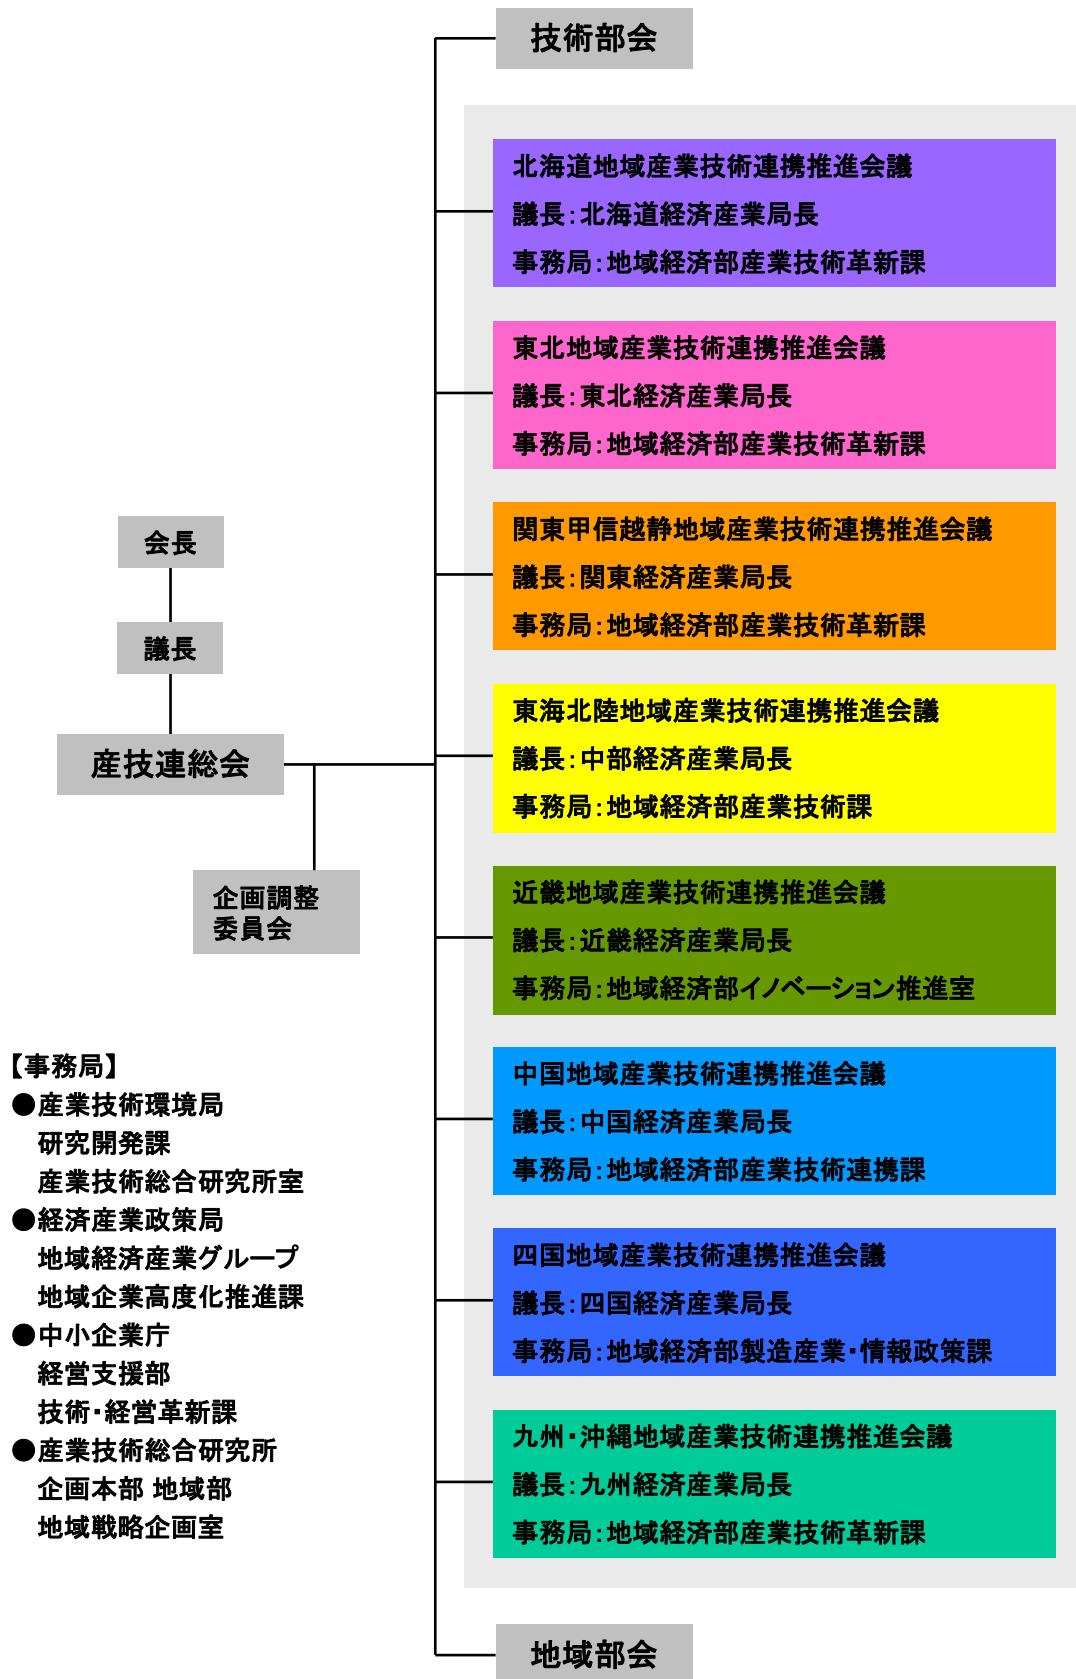 技術部会
北海道地域産業技術連携推進会議
議長：北海道経済産業局長
事務局：地域経済部産業技術革新課
東北地域産業技術連携推進会議
議長：東北経済産業局長
事務局：地域経済部産業技術革新課
関東甲信越静地域産業技術連携推進会議
議長：関東経済産業局長
事務局：地域経済部産業技術革新課
会長
議長
産技連総会
企画調整
委員会
東海北陸地域産業技術連携推進会議
議長：中部経済産業局長
事務局：地域経済部産業技術課
近畿地域産業技術連携推進会議
議長：近畿経済産業局長
事務局：地域経済部イノベーション推進室
中国地域産業技術連携推進会議
議長：中国経済産業局長
事務局：地域経済部産業技術連携課
四国地域産業技術連携推進会議
議長：四国経済産業局長
事務局：地域経済部製造産業・情報政策課
九州・沖縄地域産業技術連携推進会議
議長：九州経済産業局長
事務局：地域経済部産業技術革新課
地域部会
【事務局】
●産業技術環境局
研究開発課
産業技術総合研究所室
●経済産業政策局
地域経済産業グループ
地域企業高度化推進課
●中小企業庁
経営支援部
技術・経営革新課
●産業技術総合研究所
企画本部 地域部
地域戦略企画室